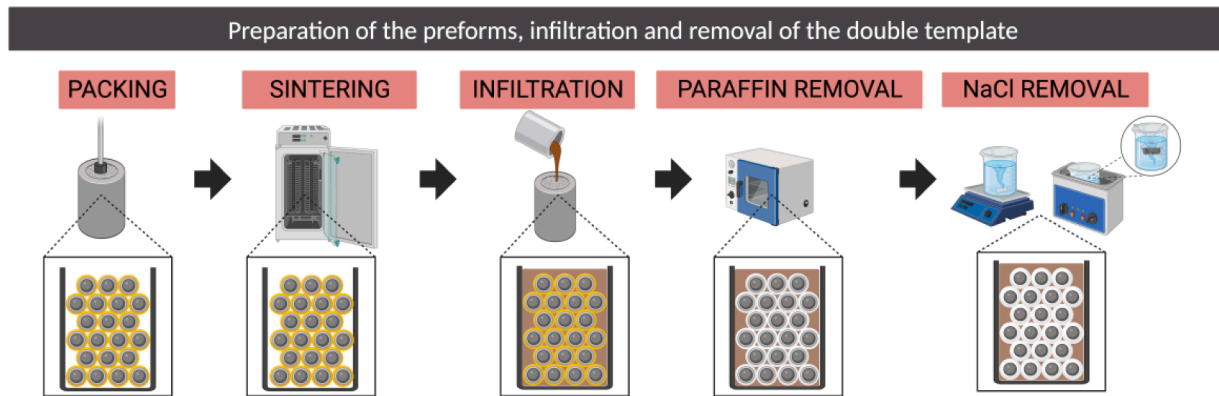 Preparation of the preforms, infiltration and removal of the double template
PACKING
SINTERING
INFILTRATION
PARAFFIN REMOVAL
NaCl REMOVAL